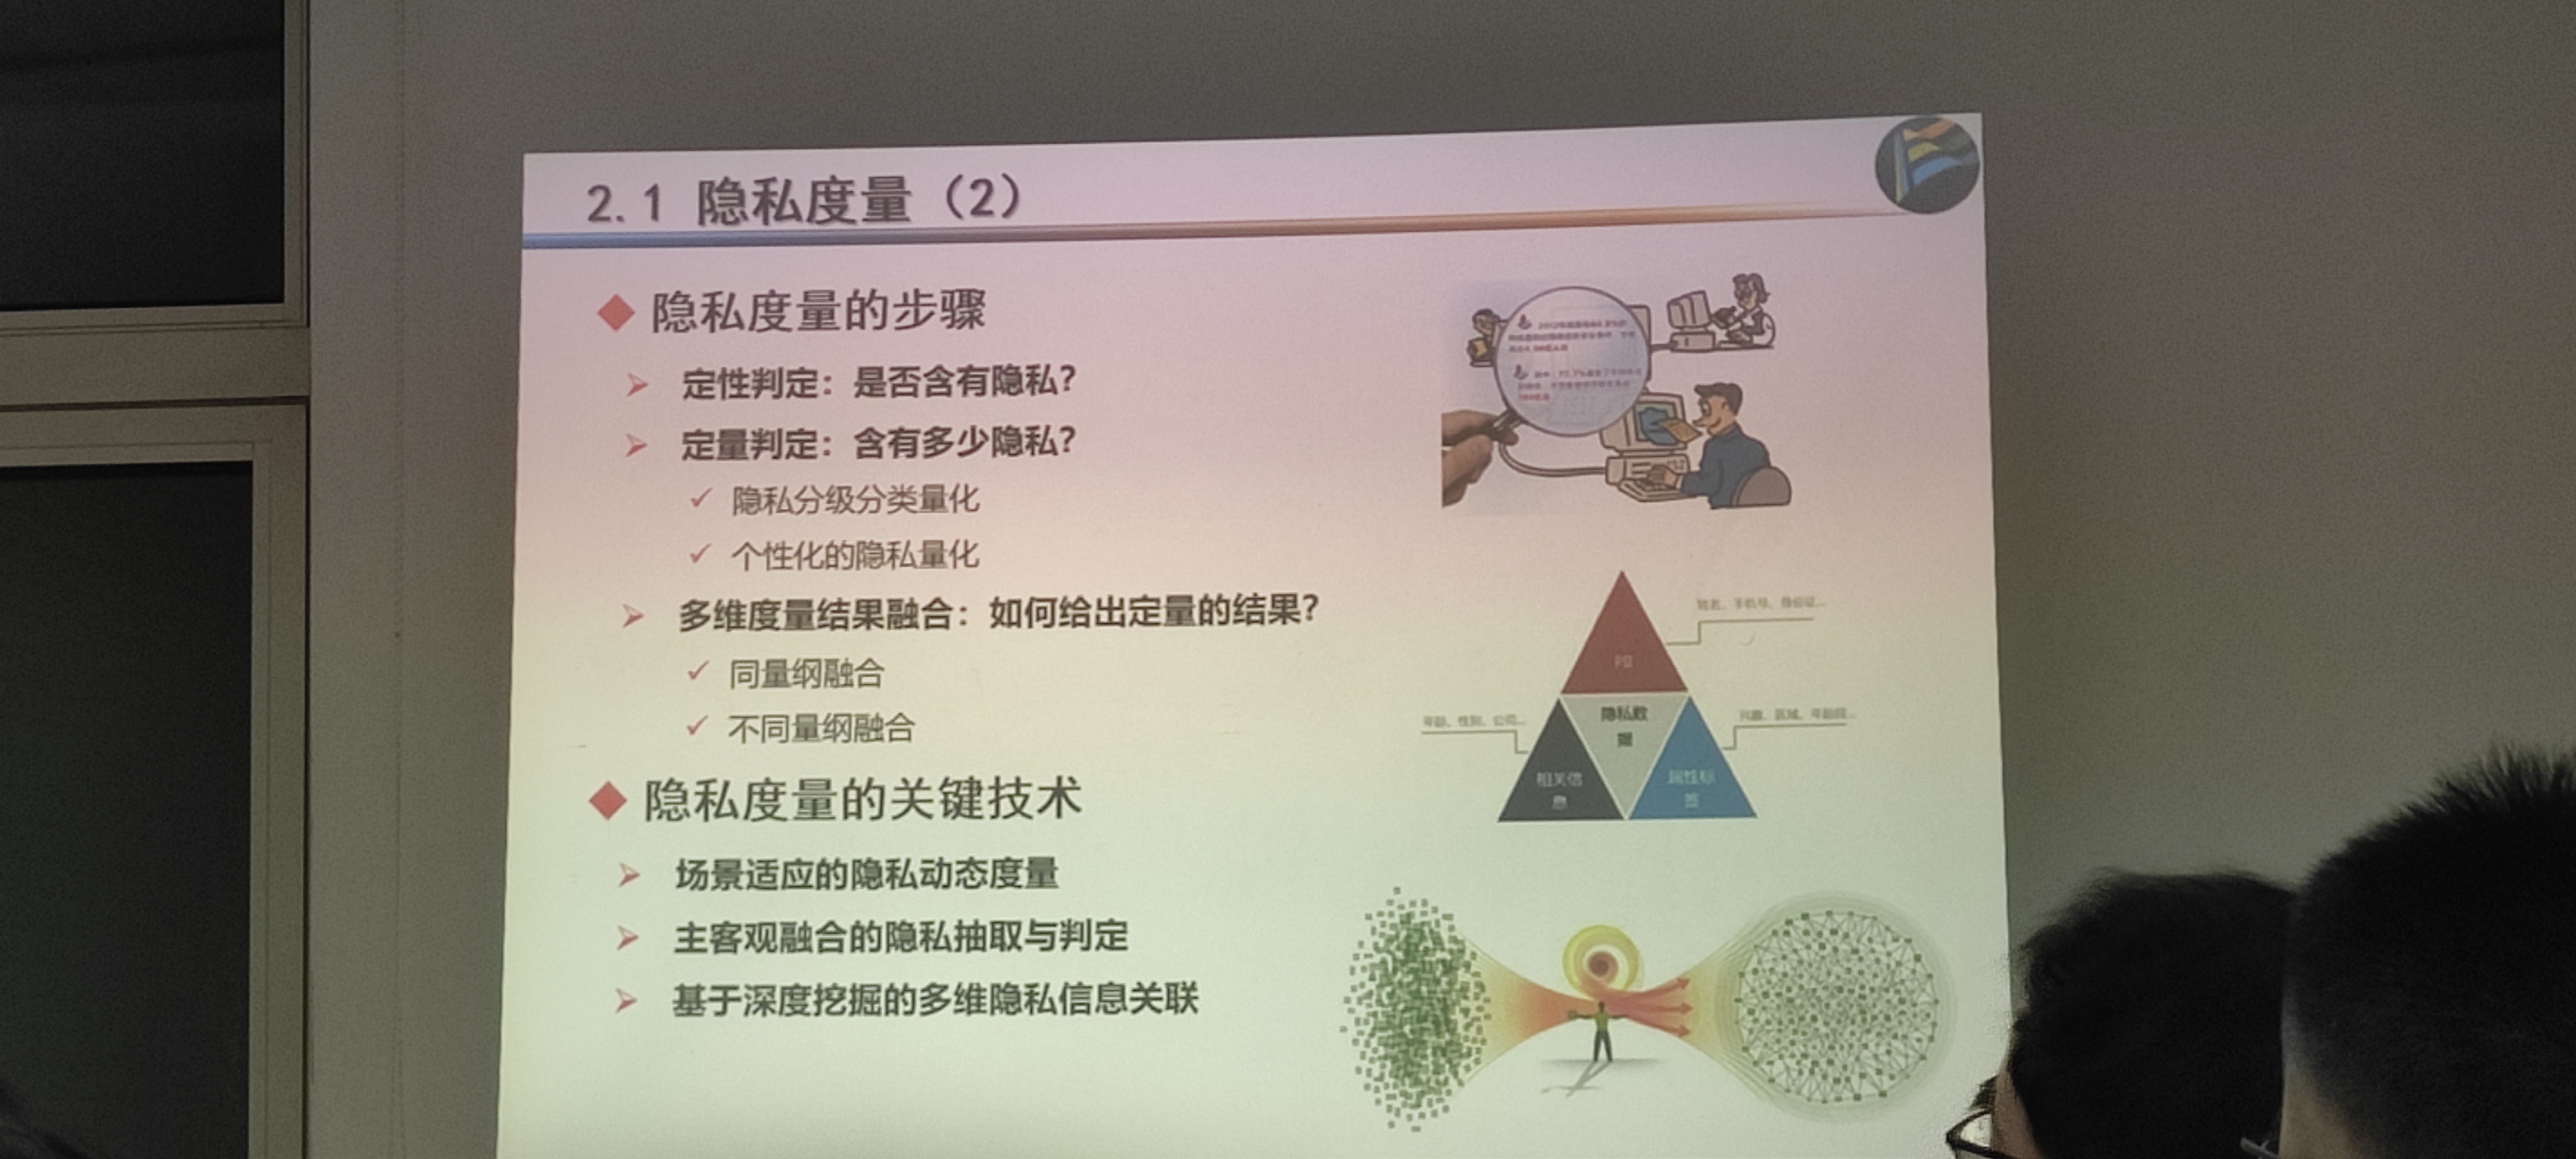 2.1 隐私度量（2）
隐私度量的步骤
定性判定：是否含有隐私？
定量判定：含有多少隐私？
隐私分级分类量化
个性化的隐私量化
多维度量结果融合：如何给出定量的结果？
同量纲融合
不同量纲融合
隐私度量的关键技术
场景适应的隐私动态度量
主客观融合的隐私抽取与判定
基于深度挖掘的多维隐私信息关联
姓名、手机号、身份证...
PII
年龄、性别、公司...
隐私数
据
兴趣、区域、年龄段...
相关信
息
属性标
签